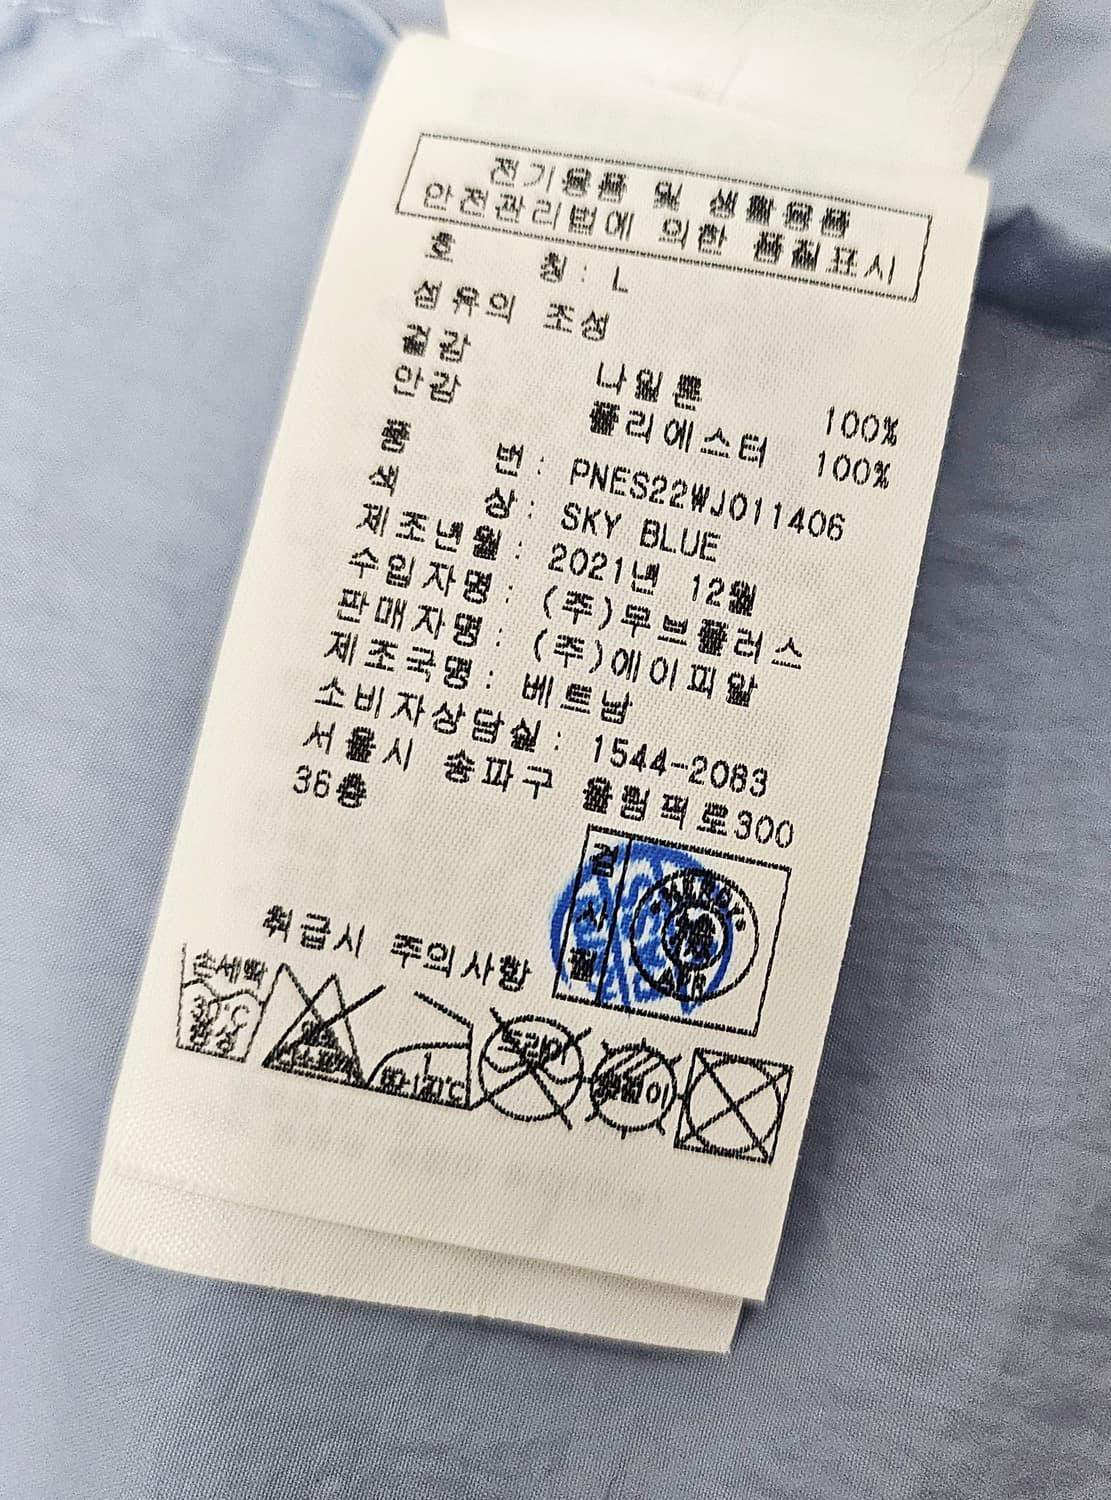 전기용품 및 생활용품
안전관리법에 의한 품질표시
호 칭: L
섬유의 조성
겉감 나일론 100%
안감 폴리에스터 100%
품 번: PNES22WJ011406
색 상: SKY BLUE
제조년월: 2021년 12월
수입자명: (주)무브플러스
판매자명: (주)에이피알
제조국명: 베트남
소비자상담실: 1544-2083
서울시 송파구 올림픽로300
36층
검사필
취급시 주의사항
손세탁
30℃
중성
염소표백
드라이